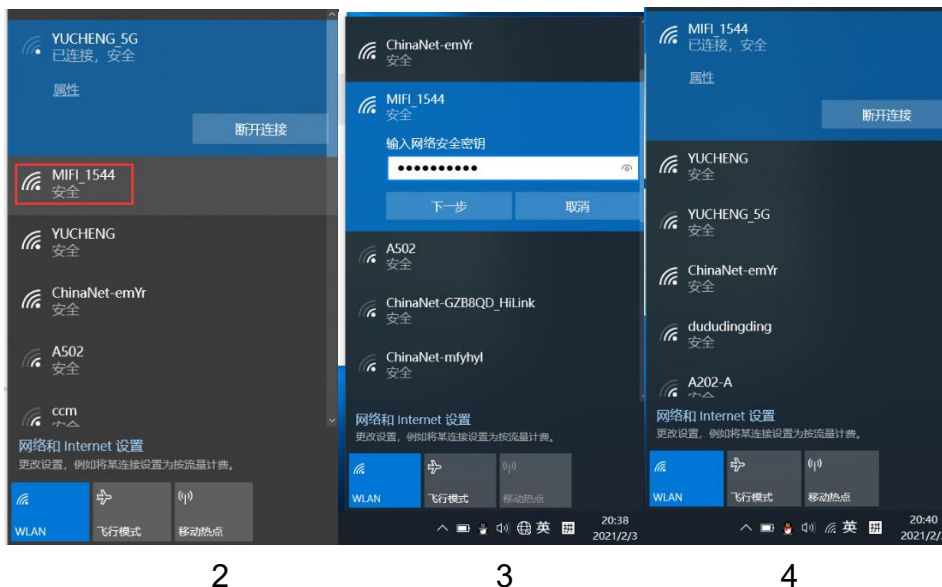 YUCHENG_5G
已连接，安全
属性
断开连接
MIFI_1544
安全
YUCHENG
安全
ChinaNet-emYr
安全
A502
安全
ccm
网络和 Internet 设置
更改设置，例如将某连接设置为按流量计费。
WLAN
飞行模式
移动热点
2
ChinaNet-emYr
安全
MIFI_1544
安全
输入网络安全密钥
●●●●●●●●●●
下一步
取消
A502
安全
ChinaNet-GZB8QD_HiLink
安全
ChinaNet-mfyhyl
安全
网络和 Internet 设置
更改设置，例如将某连接设置为按流量计费。
WLAN
飞行模式
移动热点
英
拼
20:38
2021/2/3
3
MIFI_1544
已连接，安全
属性
断开连接
YUCHENG
安全
YUCHENG_5G
安全
ChinaNet-emYr
安全
dududingding
安全
A202-A
网络和 Internet 设置
更改设置，例如将某连接设置为按流量计费。
WLAN
飞行模式
移动热点
英
拼
20:40
2021/2/
4